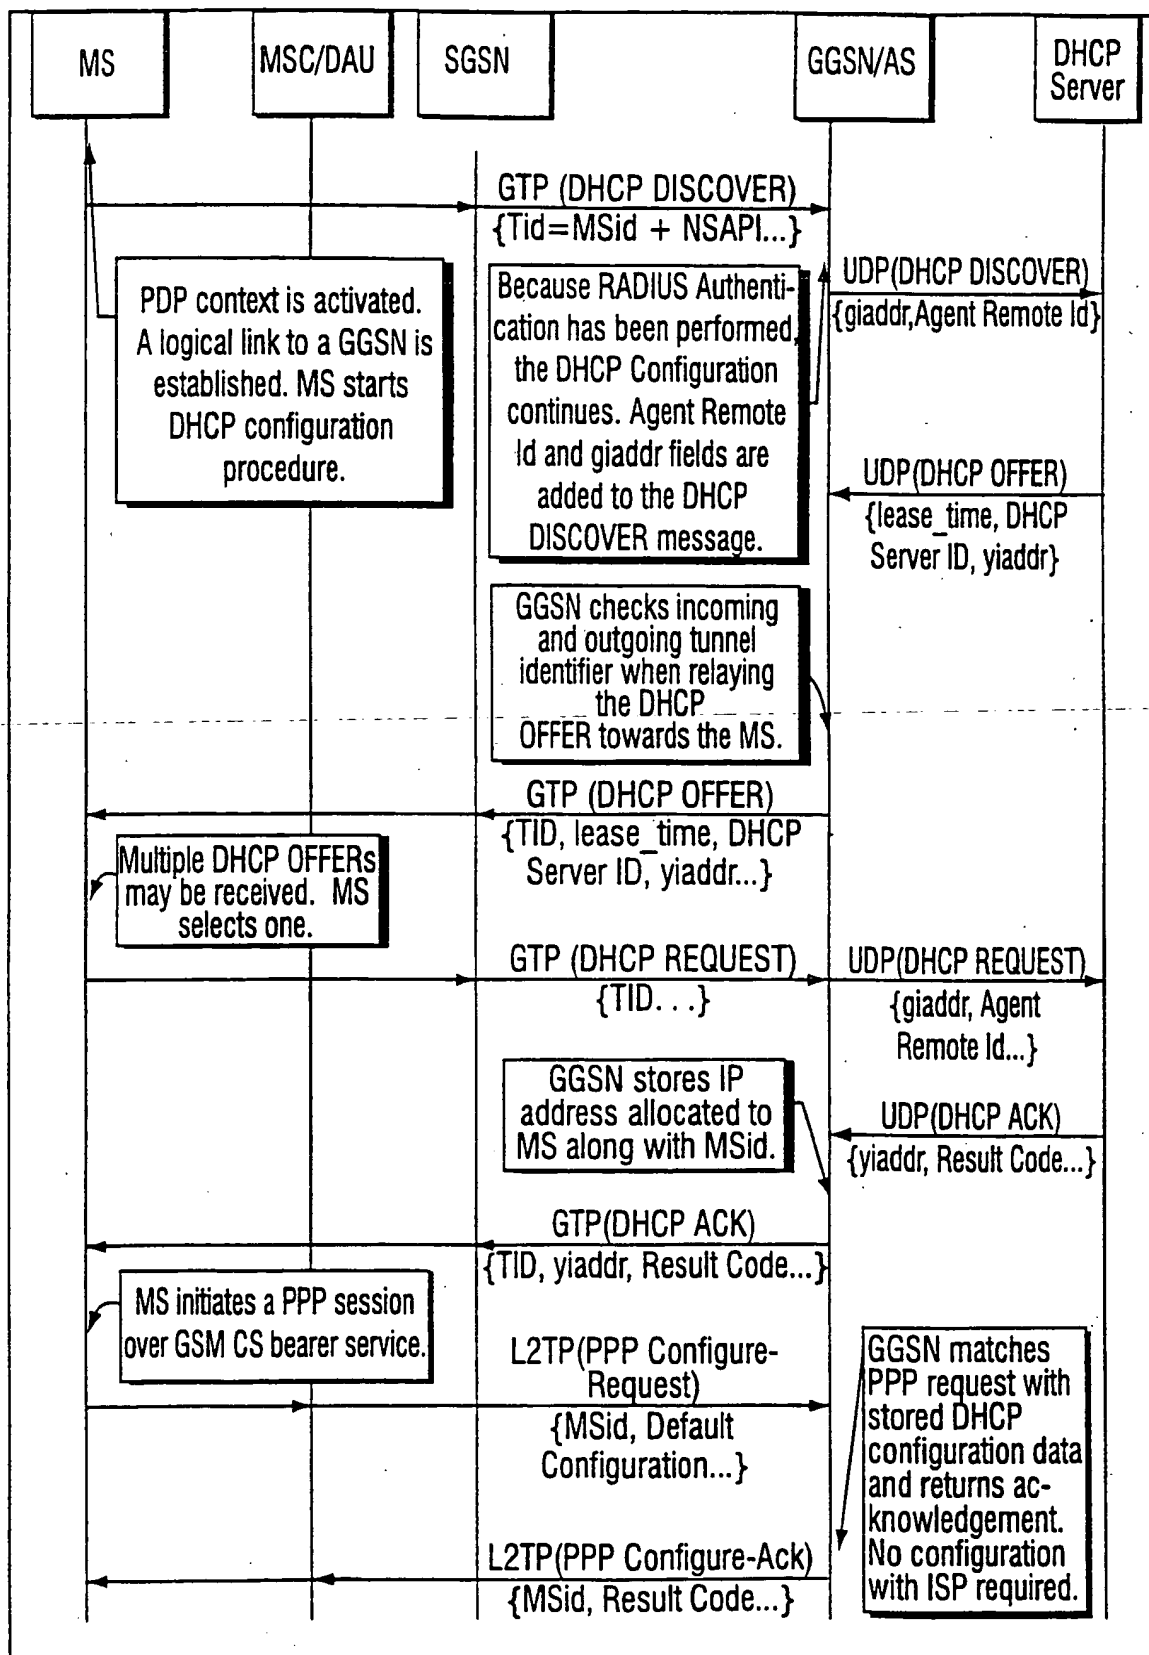 MS
MSC/DAU
SGSN
GGSN/AS
DHCP
Server
GTP (DHCP DISCOVER)
{Tid=MSid + NSAPI...}
PDP context is activated.
A logical link to a GGSN is
established. MS starts
DHCP configuration
procedure.
Because RADIUS Authenti-
cation has been performed,
the DHCP Configuration
continues. Agent Remote
Id and giaddr fields are
added to the DHCP
DISCOVER message.
UDP(DHCP DISCOVER)
{giaddr,Agent Remote Id}
UDP(DHCP OFFER)
{lease_time, DHCP
Server ID, yiaddr}
GGSN checks incoming
and outgoing tunnel
identifier when relaying
the DHCP
OFFER towards the MS.
GTP (DHCP OFFER)
{TID, lease_time, DHCP
Server ID, yiaddr...}
Multiple DHCP OFFERs
may be received. MS
selects one.
GTP (DHCP REQUEST)
{TID. . .}
UDP(DHCP REQUEST)
{giaddr, Agent
Remote Id...}
GGSN stores IP
address allocated to
MS along with MSid.
UDP(DHCP ACK)
{yiaddr, Result Code...}
GTP(DHCP ACK)
{TID, yiaddr, Result Code...}
MS initiates a PPP session
over GSM CS bearer service.
L2TP(PPP Configure-
Request)
{MSid, Default
Configuration...}
GGSN matches
PPP request with
stored DHCP
configuration data
and returns ac-
knowledgement.
No configuration
with ISP required.
L2TP(PPP Configure-Ack)
{MSid, Result Code...}